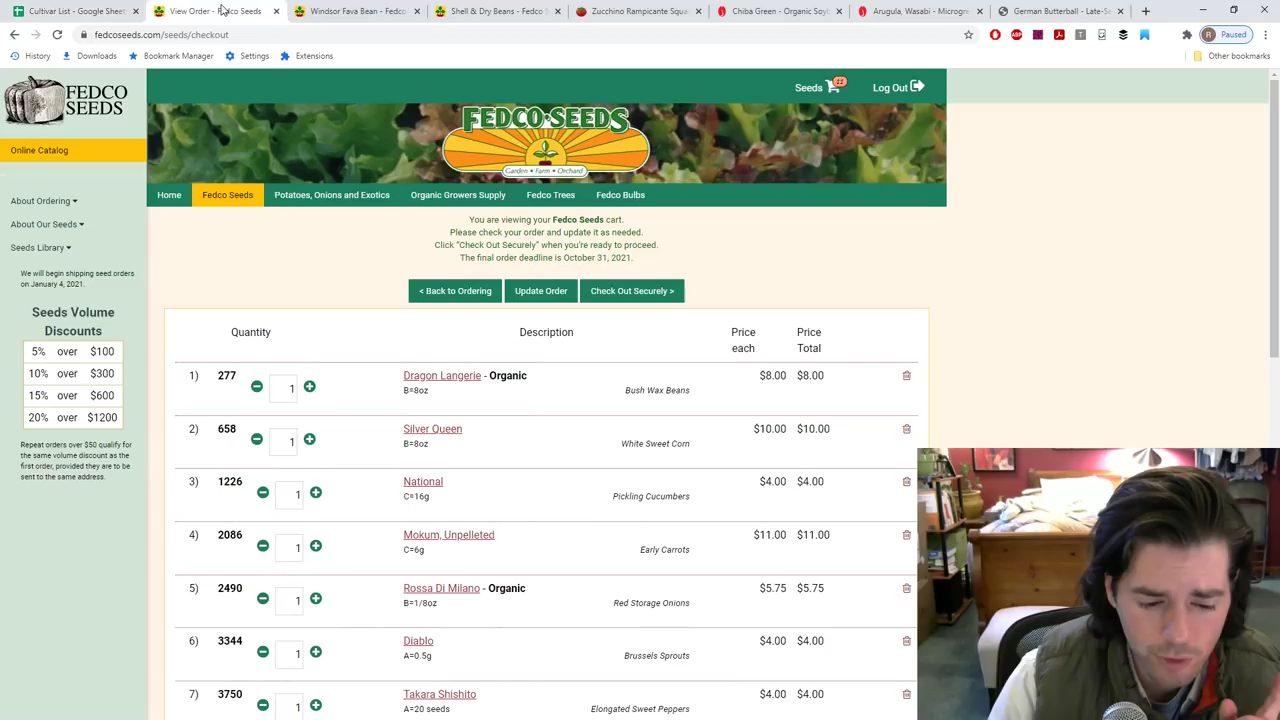 Cultivar List - Google Sheet
View Order - Fedco Seeds
Windsor Fava Bean - Fedco
Shell & Dry Beans - Fedco S
Zucchino Rampicante Squa
Chiba Green - Organic Soyb
Arugula, Wasabi - Microgre
German Butterball - Late-Se
fedcoseeds.com/seeds/checkout
R Paused
History
Downloads
Bookmark Manager
Settings
Extensions
Other bookmarks
FEDCO
SEEDS
Online Catalog
About Ordering
About Our Seeds
Seeds Library
We will begin shipping seed orders
on January 4, 2021.
Seeds Volume
Discounts
5% over $100
10% over $300
15% over $600
20% over $1200
Repeat orders over $50 qualify for
the same volume discount as the
first order, provided they are to be
sent to the same address.
Seeds 11
Log Out
FEDCO SEEDS
Garden • Farm • Orchard
Home Fedco Seeds Potatoes, Onions and Exotics Organic Growers Supply Fedco Trees Fedco Bulbs
You are viewing your Fedco Seeds cart.
Please check your order and update it as needed.
Click “Check Out Securely” when you’re ready to proceed.
The final order deadline is October 31, 2021.
< Back to Ordering Update Order Check Out Securely >
Quantity Description Price each Price Total
1) 277 1 Dragon Langerie - Organic $8.00 $8.00
B=8oz Bush Wax Beans
2) 658 1 Silver Queen $10.00 $10.00
B=8oz White Sweet Corn
3) 1226 1 National $4.00 $4.00
C=16g Pickling Cucumbers
4) 2086 1 Mokum, Unpelleted $11.00 $11.00
C=6g Early Carrots
5) 2490 1 Rossa Di Milano - Organic $5.75 $5.75
B=1/8oz Red Storage Onions
6) 3344 1 Diablo $4.00 $4.00
A=0.5g Brussels Sprouts
7) 3750 1 Takara Shishito $4.00 $4.00
A=20 seeds Elongated Sweet Peppers